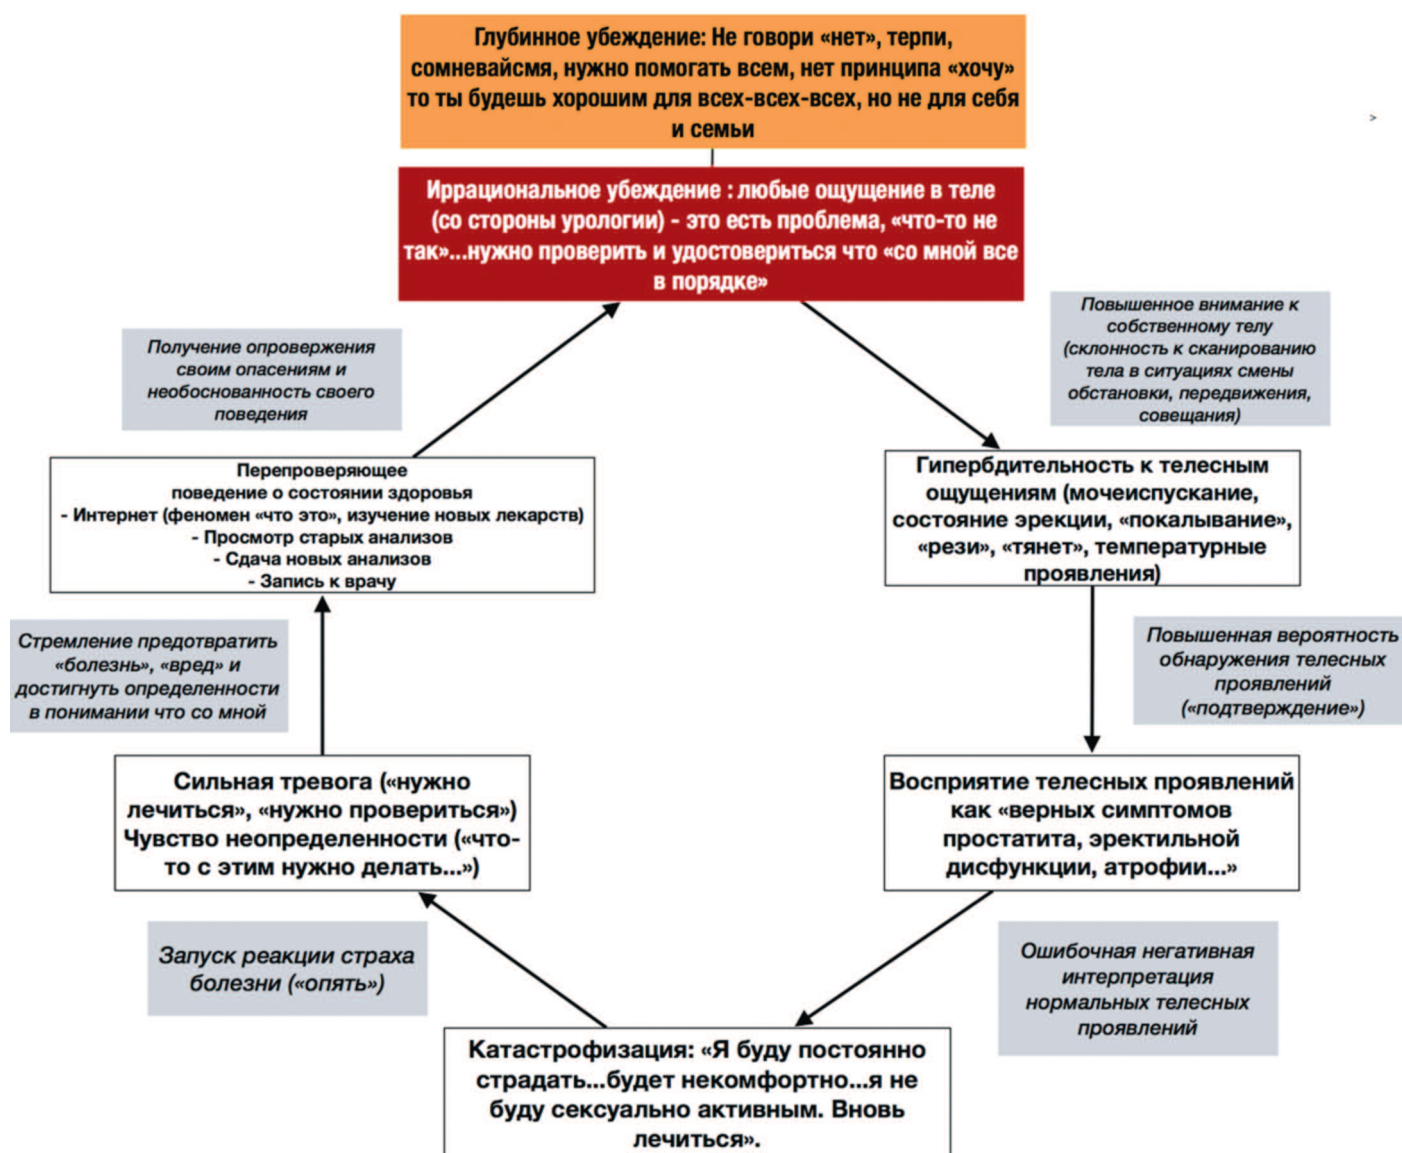 Глубинное убеждение: Не говори «нет», терпи,
сомневайсмя, нужно помогать всем, нет принципа «хочу»
то ты будешь хорошим для всех-всех-всех, но не для себя
и семьи
>
Иррациональное убеждение : любые ощущение в теле
(со стороны урологии) - это есть проблема, «что-то не
так»...нужно проверить и удостовериться что «со мной все
в порядке»
Повышенное внимание к
собственному телу
(склонность к сканированию
тела в ситуациях смены
обстановки, передвижения,
совещания)
Получение опровержения
своим опасениям и
необоснованность своего
поведения
Гипербдительность к телесным
ощущениям (мочеиспускание,
состояние эрекции, «покалывание»,
«рези», «тянет», температурные
проявления)
Перепроверяющее
поведение о состоянии здоровья
- Интернет (феномен «что это», изучение новых лекарств)
- Просмотр старых анализов
- Сдача новых анализов
- Запись к врачу
Повышенная вероятность
обнаружения телесных
проявлений
(«подтверждение»)
Стремление предотвратить
«болезнь», «вред» и
достигнуть определенности
в понимании что со мной
Восприятие телесных проявлений
как «верных симптомов
простатита, эректильной
дисфункции, атрофии...»
Сильная тревога («нужно
лечиться», «нужно провериться»)
Чувство неопределенности («что-
то с этим нужно делать...»)
Ошибочная негативная
интерпретация
нормальных телесных
проявлений
Запуск реакции страха
болезни («опять»)
Катастрофизация: «Я буду постоянно
страдать...будет некомфортно...я не
буду сексуально активным. Вновь
лечиться».